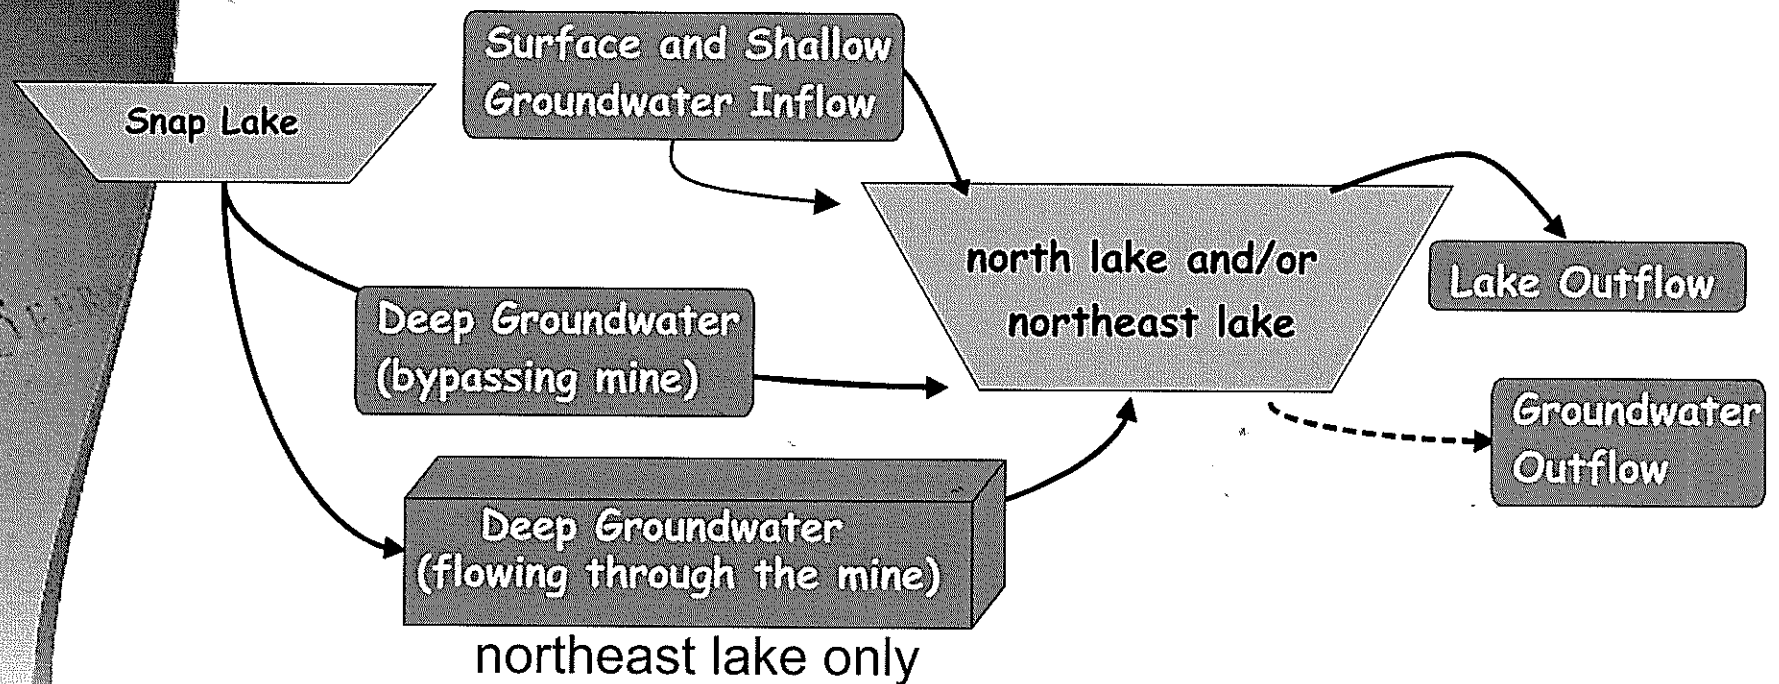 Surface and Shallow
Groundwater Inflow
Snap Lake
north lake and/or
northeast lake
Lake Outflow
Deep Groundwater
(bypassing mine)
Groundwater
Outflow
Deep Groundwater
(flowing through the mine)
northeast lake only